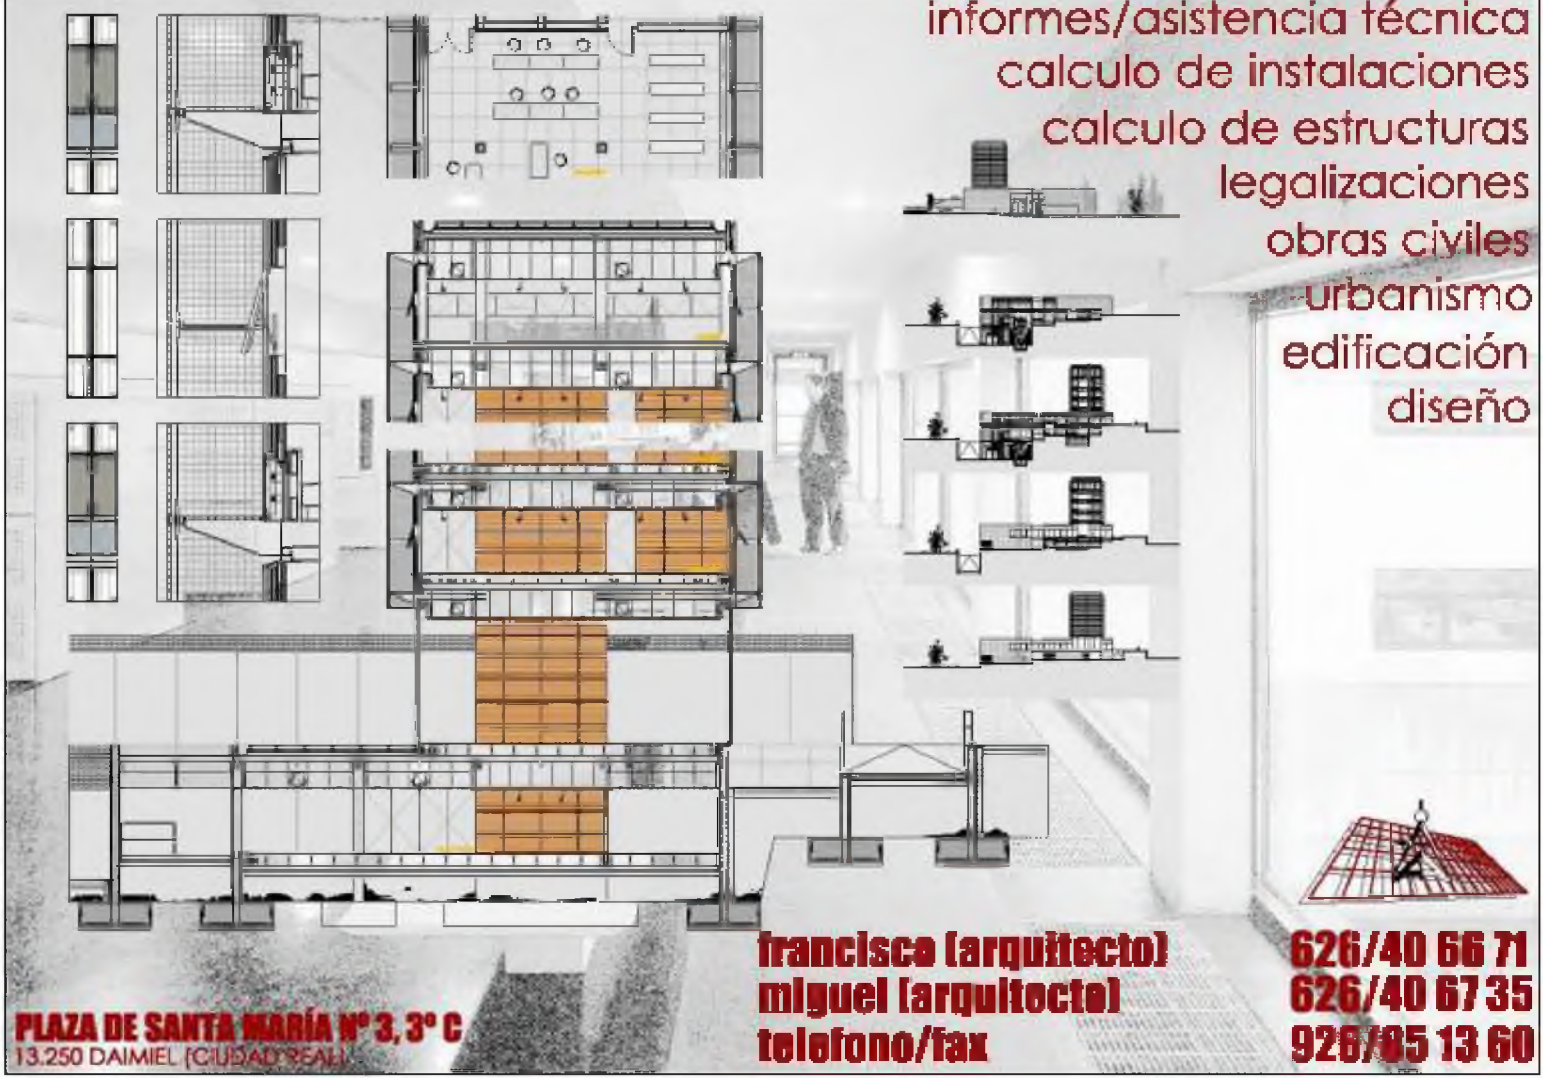 informes/asistencia técnica
calculo de instalaciones
calculo de estructuras
legalizaciones
obras civiles
urbanismo
edificación
diseño
francisco (arquitecto) 626/40 66 71
miguel (arquitecto) 626/40 67 35
telefono/fax 926/85 13 60
PLAZA DE SANTA MARÍA Nº 3, 3º C
13.250 DAIMIEL (CIUDAD REAL)